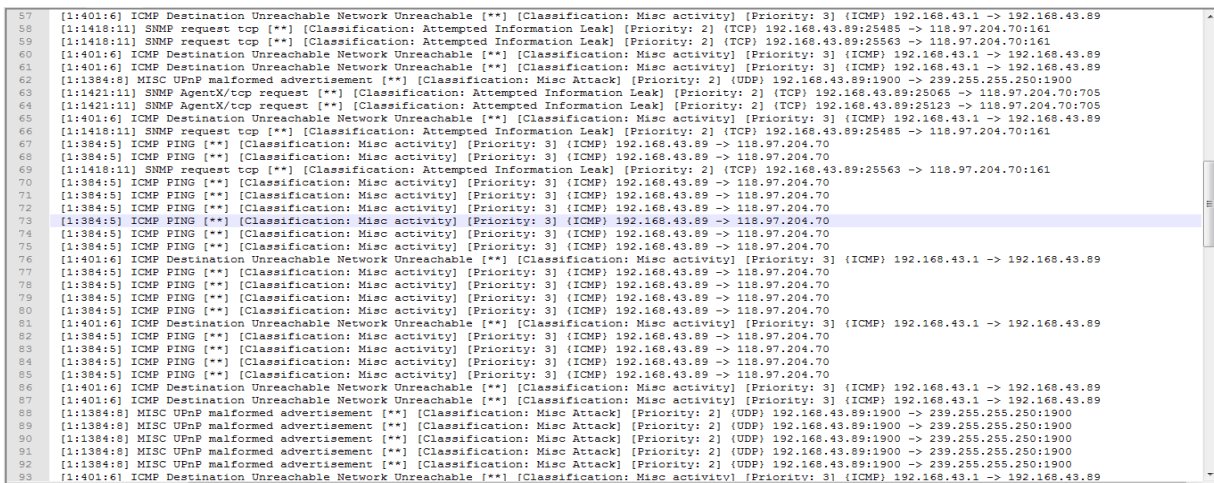 57 [1:401:6] ICMP Destination Unreachable Network Unreachable [**] [Classification: Misc activity] [Priority: 3] {ICMP} 192.168.43.1 -> 192.168.43.89
58 [1:1418:11] SNMP request tcp [**] [Classification: Attempted Information Leak] [Priority: 2] {TCP} 192.168.43.89:25485 -> 118.97.204.70:161
59 [1:1418:11] SNMP request tcp [**] [Classification: Attempted Information Leak] [Priority: 2] {TCP} 192.168.43.89:25563 -> 118.97.204.70:161
60 [1:401:6] ICMP Destination Unreachable Network Unreachable [**] [Classification: Misc activity] [Priority: 3] {ICMP} 192.168.43.1 -> 192.168.43.89
61 [1:401:6] ICMP Destination Unreachable Network Unreachable [**] [Classification: Misc activity] [Priority: 3] {ICMP} 192.168.43.1 -> 192.168.43.89
62 [1:1384:8] MISC UPnP malformed advertisement [**] [Classification: Misc Attack] [Priority: 2] {UDP} 192.168.43.89:1900 -> 239.255.255.250:1900
63 [1:1421:11] SNMP AgentX/tcp request [**] [Classification: Attempted Information Leak] [Priority: 2] {TCP} 192.168.43.89:25065 -> 118.97.204.70:705
64 [1:1421:11] SNMP AgentX/tcp request [**] [Classification: Attempted Information Leak] [Priority: 2] {TCP} 192.168.43.89:25123 -> 118.97.204.70:705
65 [1:401:6] ICMP Destination Unreachable Network Unreachable [**] [Classification: Misc activity] [Priority: 3] {ICMP} 192.168.43.1 -> 192.168.43.89
66 [1:1418:11] SNMP request tcp [**] [Classification: Attempted Information Leak] [Priority: 2] {TCP} 192.168.43.89:25485 -> 118.97.204.70:161
67 [1:384:5] ICMP PING [**] [Classification: Misc activity] [Priority: 3] {ICMP} 192.168.43.89 -> 118.97.204.70
68 [1:384:5] ICMP PING [**] [Classification: Misc activity] [Priority: 3] {ICMP} 192.168.43.89 -> 118.97.204.70
69 [1:1418:11] SNMP request tcp [**] [Classification: Attempted Information Leak] [Priority: 2] {TCP} 192.168.43.89:25563 -> 118.97.204.70:161
70 [1:384:5] ICMP PING [**] [Classification: Misc activity] [Priority: 3] {ICMP} 192.168.43.89 -> 118.97.204.70
71 [1:384:5] ICMP PING [**] [Classification: Misc activity] [Priority: 3] {ICMP} 192.168.43.89 -> 118.97.204.70
72 [1:384:5] ICMP PING [**] [Classification: Misc activity] [Priority: 3] {ICMP} 192.168.43.89 -> 118.97.204.70
73 [1:384:5] ICMP PING [**] [Classification: Misc activity] [Priority: 3] {ICMP} 192.168.43.89 -> 118.97.204.70
74 [1:384:5] ICMP PING [**] [Classification: Misc activity] [Priority: 3] {ICMP} 192.168.43.89 -> 118.97.204.70
75 [1:384:5] ICMP PING [**] [Classification: Misc activity] [Priority: 3] {ICMP} 192.168.43.89 -> 118.97.204.70
76 [1:401:6] ICMP Destination Unreachable Network Unreachable [**] [Classification: Misc activity] [Priority: 3] {ICMP} 192.168.43.1 -> 192.168.43.89
77 [1:384:5] ICMP PING [**] [Classification: Misc activity] [Priority: 3] {ICMP} 192.168.43.89 -> 118.97.204.70
78 [1:384:5] ICMP PING [**] [Classification: Misc activity] [Priority: 3] {ICMP} 192.168.43.89 -> 118.97.204.70
79 [1:384:5] ICMP PING [**] [Classification: Misc activity] [Priority: 3] {ICMP} 192.168.43.89 -> 118.97.204.70
80 [1:384:5] ICMP PING [**] [Classification: Misc activity] [Priority: 3] {ICMP} 192.168.43.89 -> 118.97.204.70
81 [1:401:6] ICMP Destination Unreachable Network Unreachable [**] [Classification: Misc activity] [Priority: 3] {ICMP} 192.168.43.1 -> 192.168.43.89
82 [1:384:5] ICMP PING [**] [Classification: Misc activity] [Priority: 3] {ICMP} 192.168.43.89 -> 118.97.204.70
83 [1:384:5] ICMP PING [**] [Classification: Misc activity] [Priority: 3] {ICMP} 192.168.43.89 -> 118.97.204.70
84 [1:384:5] ICMP PING [**] [Classification: Misc activity] [Priority: 3] {ICMP} 192.168.43.89 -> 118.97.204.70
85 [1:384:5] ICMP PING [**] [Classification: Misc activity] [Priority: 3] {ICMP} 192.168.43.89 -> 118.97.204.70
86 [1:401:6] ICMP Destination Unreachable Network Unreachable [**] [Classification: Misc activity] [Priority: 3] {ICMP} 192.168.43.1 -> 192.168.43.89
87 [1:401:6] ICMP Destination Unreachable Network Unreachable [**] [Classification: Misc activity] [Priority: 3] {ICMP} 192.168.43.1 -> 192.168.43.89
88 [1:1384:8] MISC UPnP malformed advertisement [**] [Classification: Misc Attack] [Priority: 2] {UDP} 192.168.43.89:1900 -> 239.255.255.250:1900
89 [1:1384:8] MISC UPnP malformed advertisement [**] [Classification: Misc Attack] [Priority: 2] {UDP} 192.168.43.89:1900 -> 239.255.255.250:1900
90 [1:1384:8] MISC UPnP malformed advertisement [**] [Classification: Misc Attack] [Priority: 2] {UDP} 192.168.43.89:1900 -> 239.255.255.250:1900
91 [1:1384:8] MISC UPnP malformed advertisement [**] [Classification: Misc Attack] [Priority: 2] {UDP} 192.168.43.89:1900 -> 239.255.255.250:1900
92 [1:1384:8] MISC UPnP malformed advertisement [**] [Classification: Misc Attack] [Priority: 2] {UDP} 192.168.43.89:1900 -> 239.255.255.250:1900
93 [1:401:6] ICMP Destination Unreachable Network Unreachable [**] [Classification: Misc activity] [Priority: 3] {ICMP} 192.168.43.1 -> 192.168.43.89